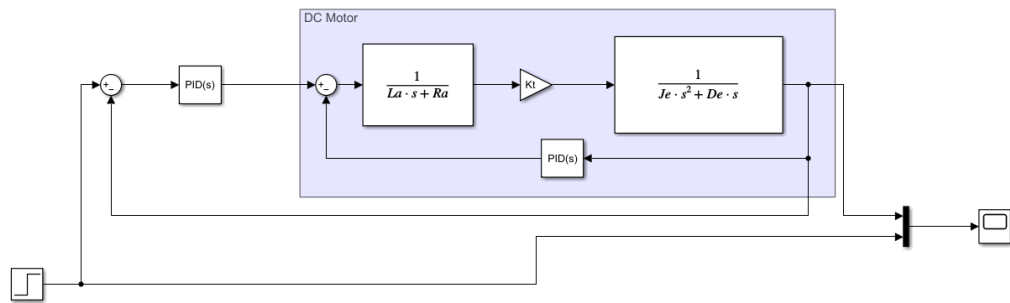 DC Motor
+
−
PID(s)
+
−
1
La · s + Ra
Kt
1
Je · s² + De · s
PID(s)